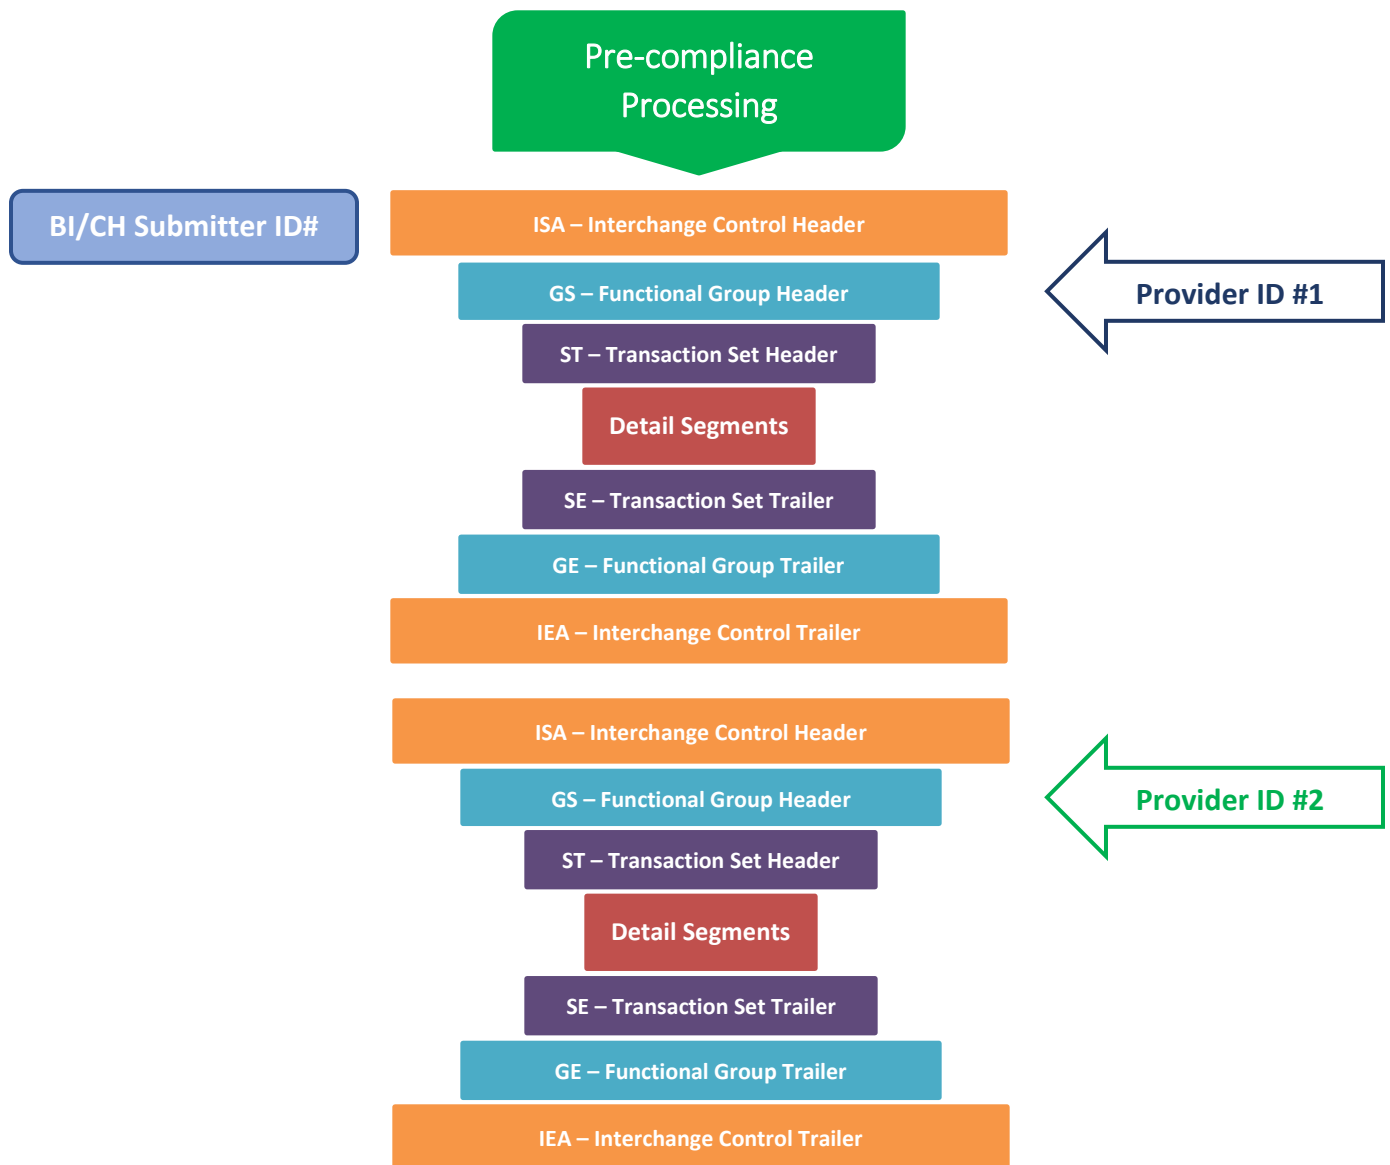 Pre-compliance
Processing
BI/CH Submitter ID#
ISA – Interchange Control Header
GS – Functional Group Header
Provider ID #1
ST – Transaction Set Header
Detail Segments
SE – Transaction Set Trailer
GE – Functional Group Trailer
IEA – Interchange Control Trailer
ISA – Interchange Control Header
GS – Functional Group Header
Provider ID #2
ST – Transaction Set Header
Detail Segments
SE – Transaction Set Trailer
GE – Functional Group Trailer
IEA – Interchange Control Trailer